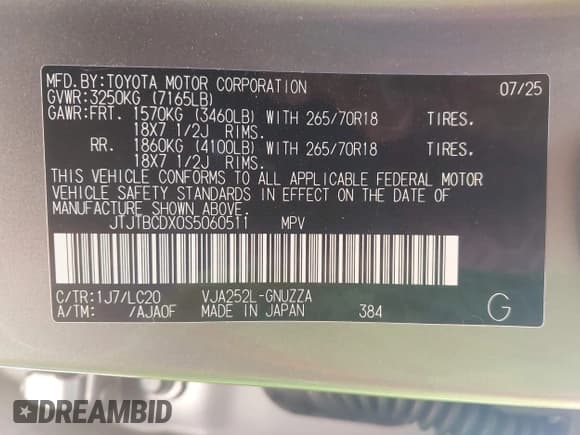 MFD.BY:TOYOTA MOTOR CORPORATION 07/25
GVWR:3250KG (7165LB)
GAWR:FRT. 1570KG (3460LB) WITH 265/70R18 TIRES.
18X7 1/2J RIMS.
RR. 1860KG (4100LB) WITH 265/70R18 TIRES.
18X7 1/2J RIMS.
THIS VEHICLE CONFORMS TO ALL APPLICABLE FEDERAL MOTOR
VEHICLE SAFETY STANDARDS IN EFFECT ON THE DATE OF
MANUFACTURE SHOWN ABOVE.
JTJTBCDX0S5060511 MPV
C/TR:1J7/LC20 VJA252L-GNUZZA
A/TM: /AJA0F MADE IN JAPAN 384 G
DREAMBID